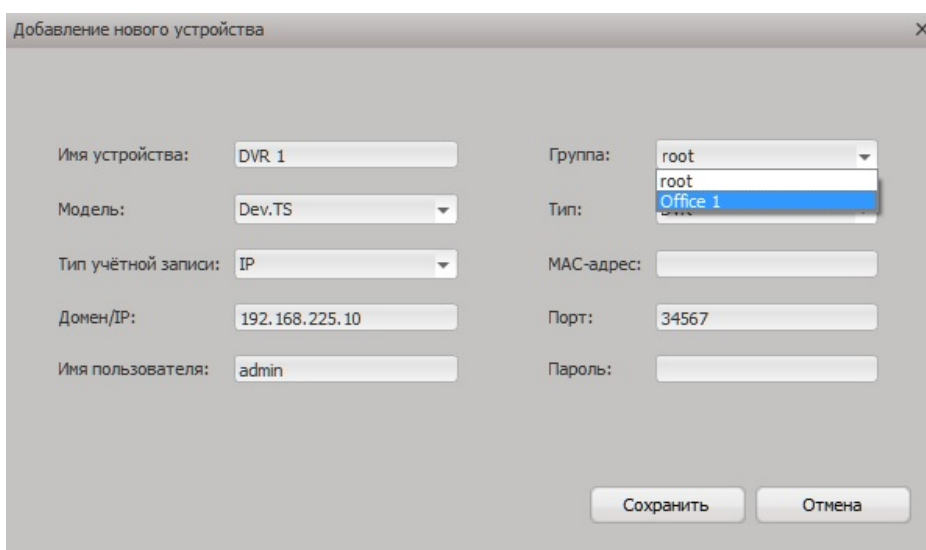 Добавление нового устройства
Имя устройства: DVR 1 Группа: root
root
Модель: Dev.TS Тип: Office 1
Тип учётной записи: IP MAC-адрес:
Домен/IP: 192.168.225.10 Порт: 34567
Имя пользователя: admin Пароль:
Сохранить Отмена